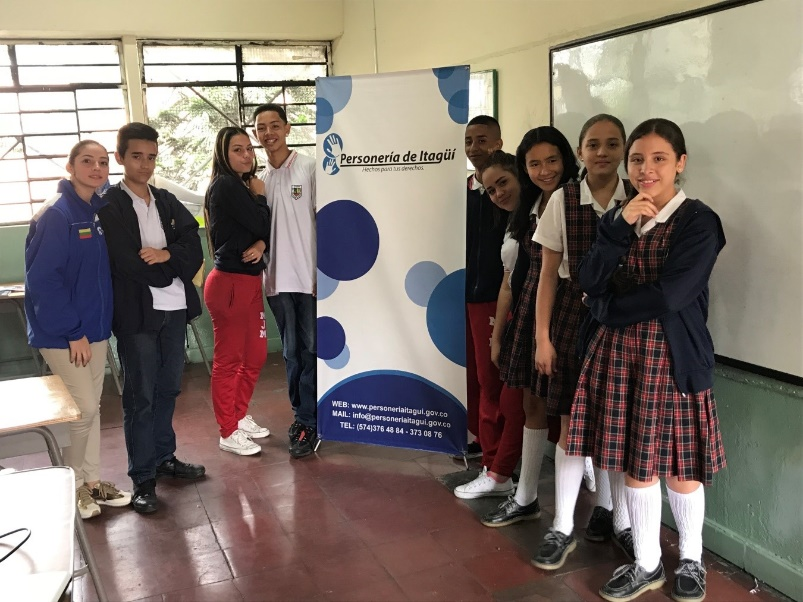 Personería de Itagüí
Hechos para tus derechos.
WEB: www.personeriaitagui.gov.co
MAIL: info@personeriaitagui.gov.co
TEL: (574)376 48 84 - 373 08 76
M
J
M